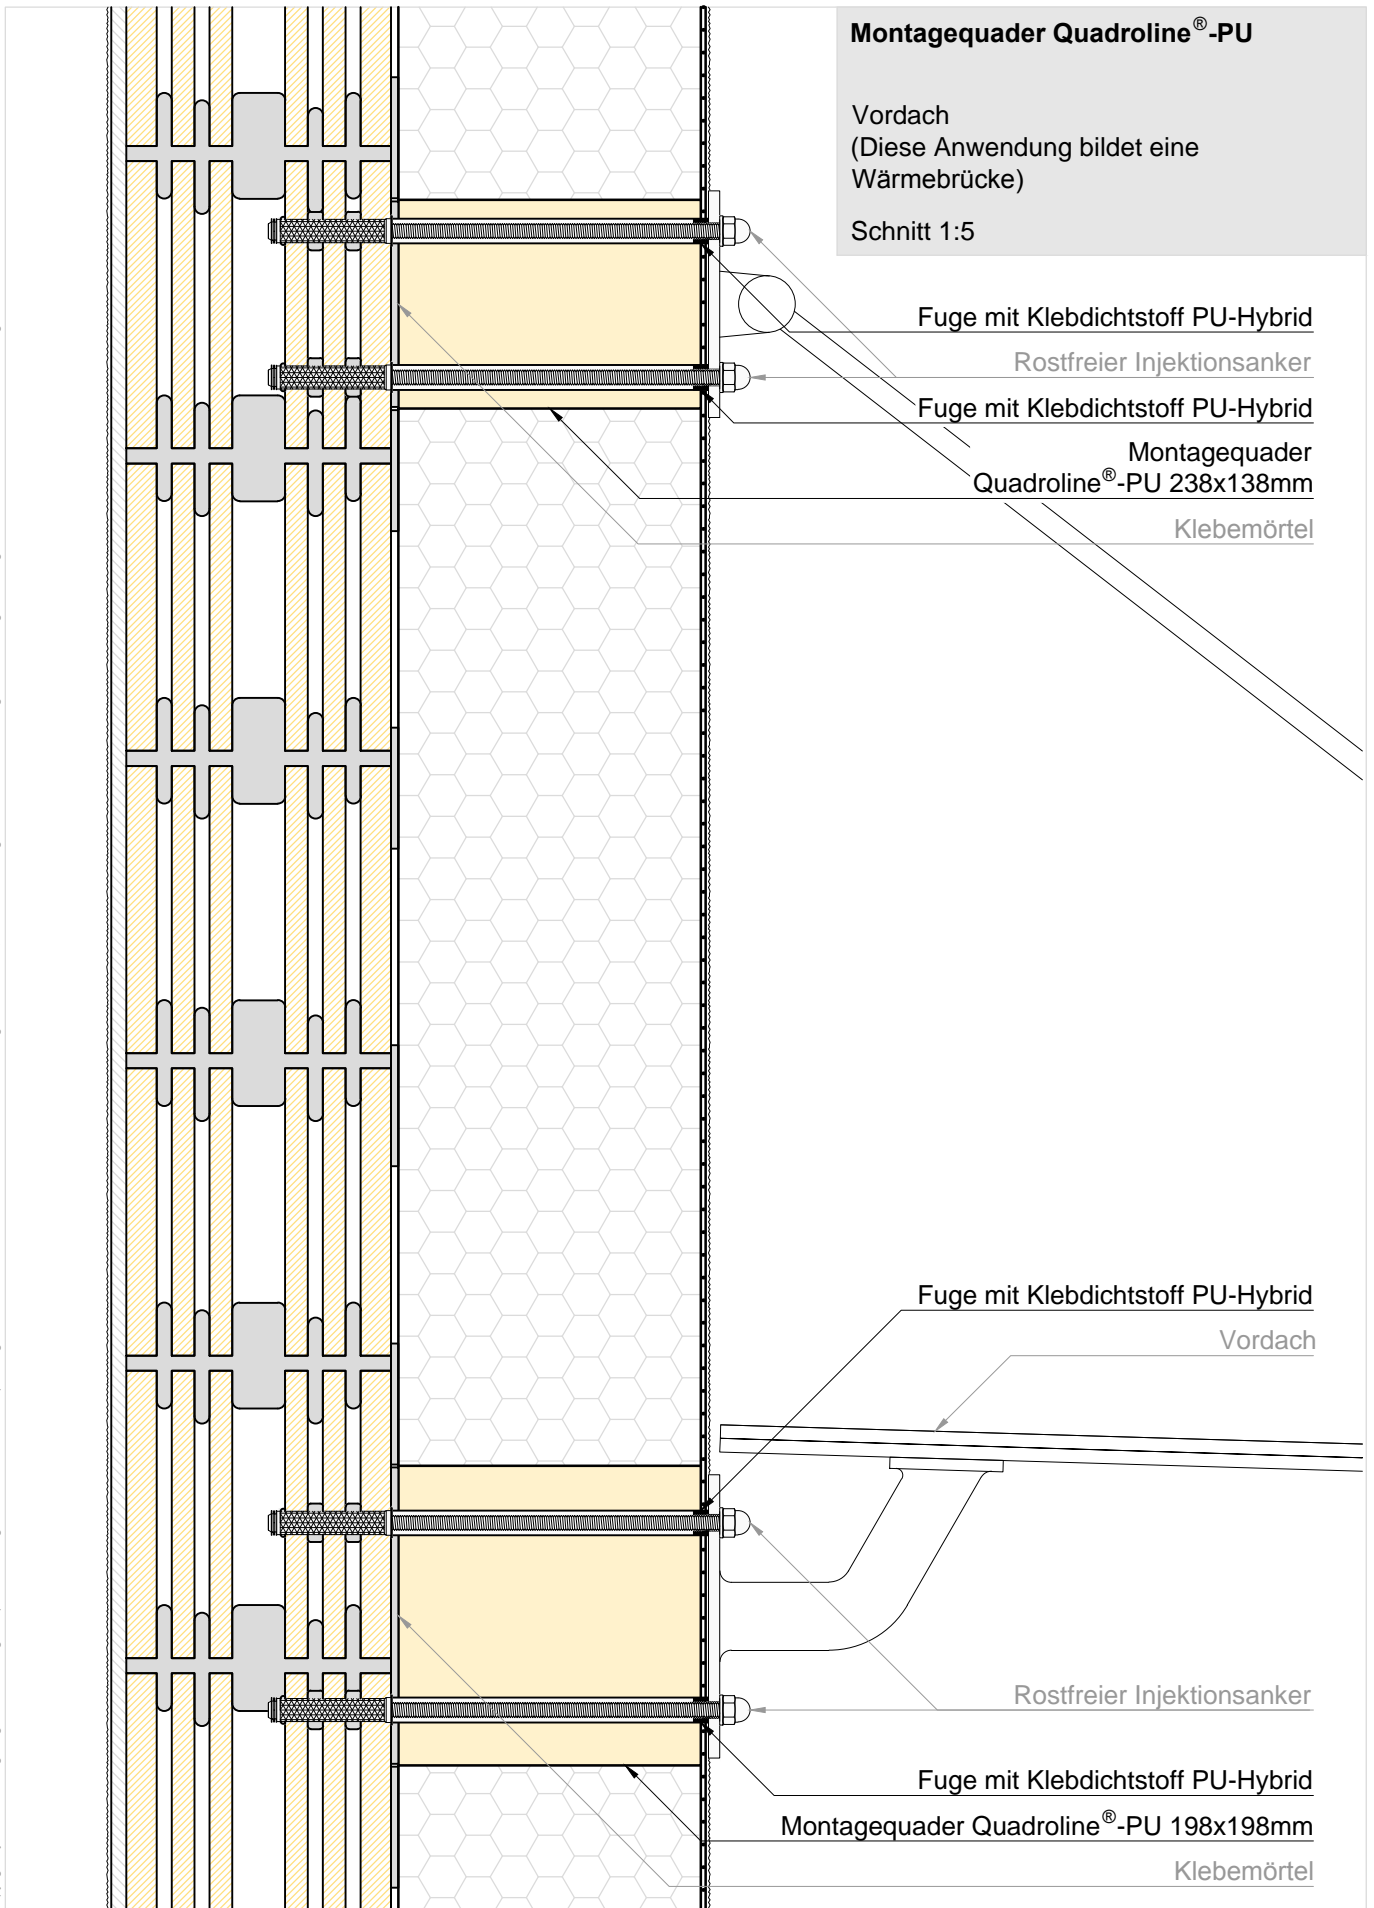 Montagequader Quadroline®-PU
Vordach
(Diese Anwendung bildet eine
Wärmebrücke)
Schnitt 1:5
Fuge mit Klebdichtstoff PU-Hybrid
Rostfreier Injektionsanker
Fuge mit Klebdichtstoff PU-Hybrid
Montagequader
Quadroline®-PU 238x138mm
Klebemörtel
Fuge mit Klebdichtstoff PU-Hybrid
Vordach
Rostfreier Injektionsanker
Fuge mit Klebdichtstoff PU-Hybrid
Montagequader Quadroline®-PU 198x198mm
Klebemörtel